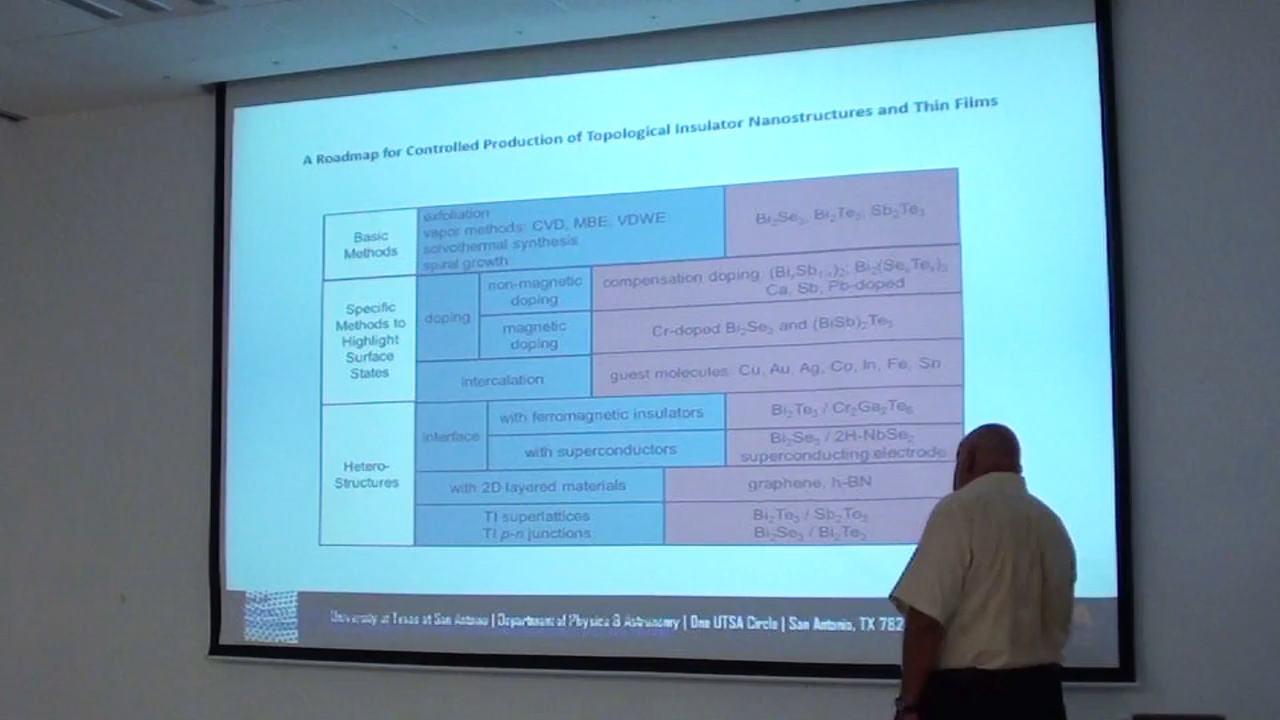 A Roadmap for Controlled Production of Topological Insulator Nanostructures and Thin Films
Basic
Methods
exfoliation
vapor methods: CVD, MBE, VDWE
solvothermal synthesis
spiral growth
Bi₂Se₃, Bi₂Te₃, Sb₂Te₃
Specific
Methods to
Highlight
Surface
States
doping
non-magnetic
doping
compensation doping: (BiₓSb₁₋ₓ)₂; Bi₂(SeₓTeₓ)₃
Ca, Sb, Pb-doped
magnetic
doping
Cr-doped Bi₂Se₃ and (BiSb)₂Te₃
intercalation
guest molecules: Cu, Au, Ag, Co, In, Fe, Sn
Hetero-
Structures
interface
with ferromagnetic insulators
Bi₂Te₃ / Cr₂Ge₂Te₆
with superconductors
Bi₂Se₃ / 2H-NbSe₂
superconducting electrode
with 2D layered materials
graphene, h-BN
TI superlattices
TI p-n junctions
Bi₂Te₃ / Sb₂Te₃
Bi₂Se₃ / Bi₂Te₃
University of Texas at San Antonio | Department of Physics & Astronomy | One UTSA Circle | San Antonio, TX 782